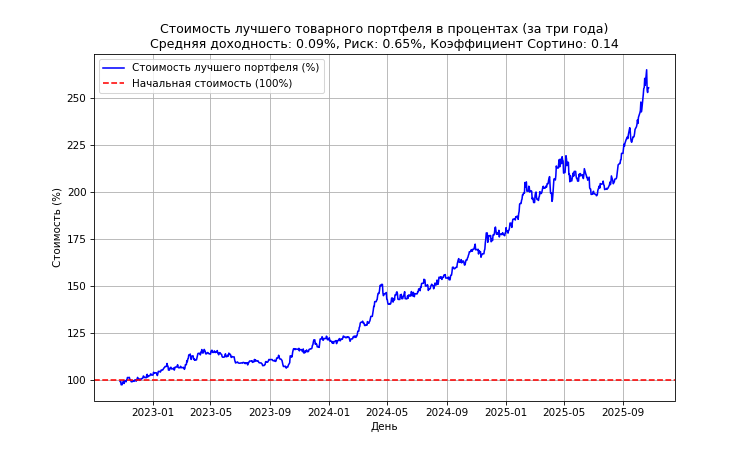 Стоимость лучшего товарного портфеля в процентах (за три года)
Средняя доходность: 0.09%, Риск: 0.65%, Коэффициент Сортино: 0.14
Стоимость лучшего портфеля (%)
Начальная стоимость (100%)
Стоимость (%)
250
225
200
175
150
125
100
2023-01 2023-05 2023-09 2024-01 2024-05 2024-09 2025-01 2025-05 2025-09
День